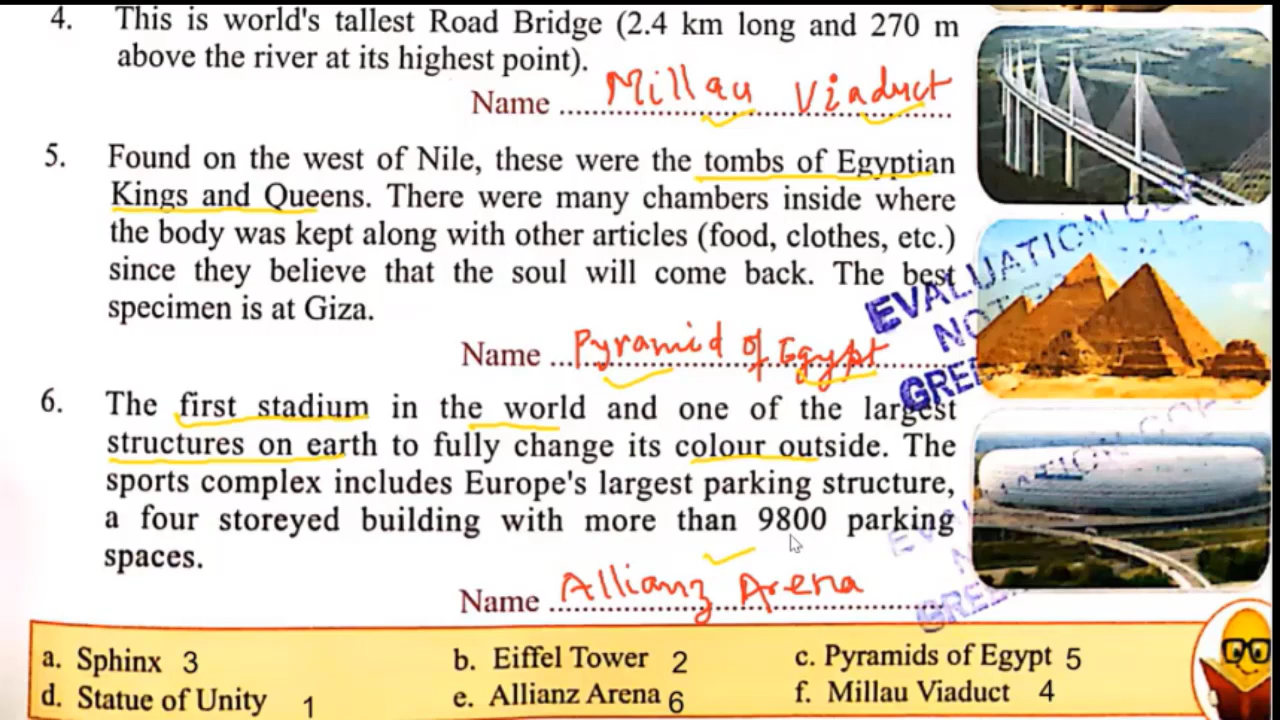 4. This is world's tallest Road Bridge (2.4 km long and 270 m
above the river at its highest point).
Name Millau Viaduct
5. Found on the west of Nile, these were the tombs of Egyptian
Kings and Queens. There were many chambers inside where
the body was kept along with other articles (food, clothes, etc.)
since they believe that the soul will come back. The best
specimen is at Giza.
Name Pyramid of Egypt
EVALUATION COP
NOT
GREE
6. The first stadium in the world and one of the largest
structures on earth to fully change its colour outside. The
sports complex includes Europe's largest parking structure,
a four storeyed building with more than 9800 parking
spaces.
Name Allianz Arena
a. Sphinx 3 b. Eiffel Tower 2 c. Pyramids of Egypt 5
d. Statue of Unity 1 e. Allianz Arena 6 f. Millau Viaduct 4